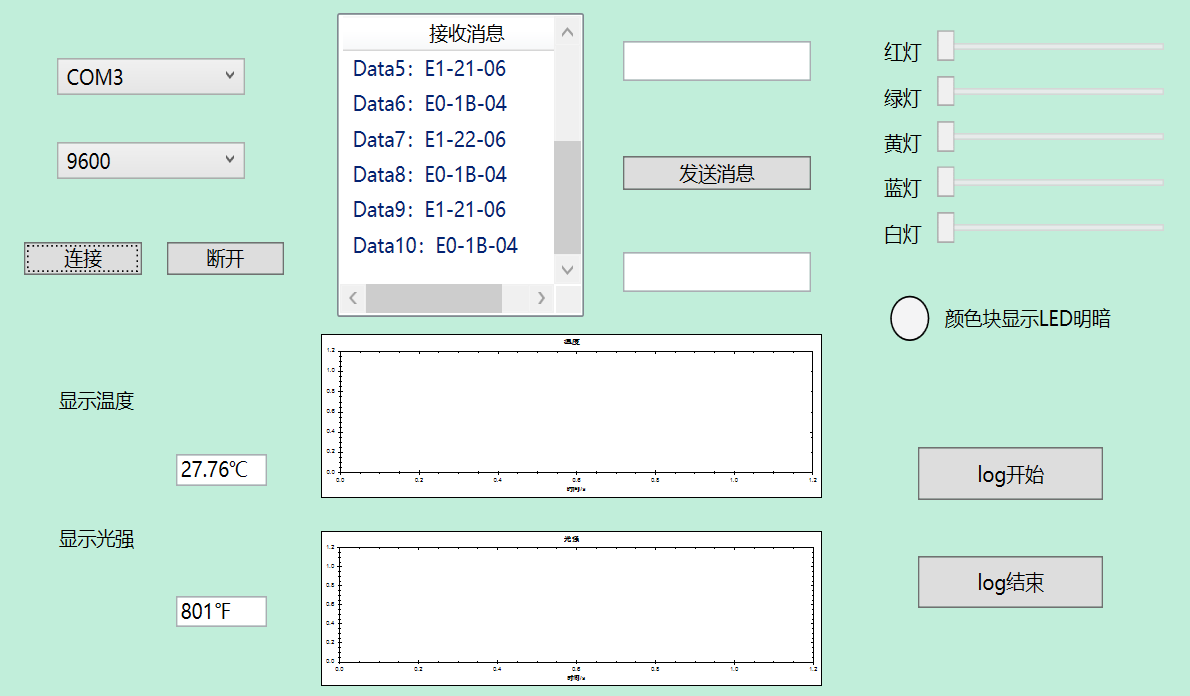 COM3
9600
连接
断开
接收消息
Data5：E1-21-06
Data6：E0-1B-04
Data7：E1-22-06
Data8：E0-1B-04
Data9：E1-21-06
Data10：E0-1B-04
发送消息
红灯
绿灯
黄灯
蓝灯
白灯
颜色块显示LED明暗
显示温度
27.76℃
显示光强
801℉
温度
1.2
1.0
0.8
0.6
0.4
0.2
0.0
0.0 0.2 0.4 0.6 0.8 1.0 1.2
时间/s
光强
1.2
1.0
0.8
0.6
0.4
0.2
0.0
0.0 0.2 0.4 0.6 0.8 1.0 1.2
时间/s
log开始
log结束